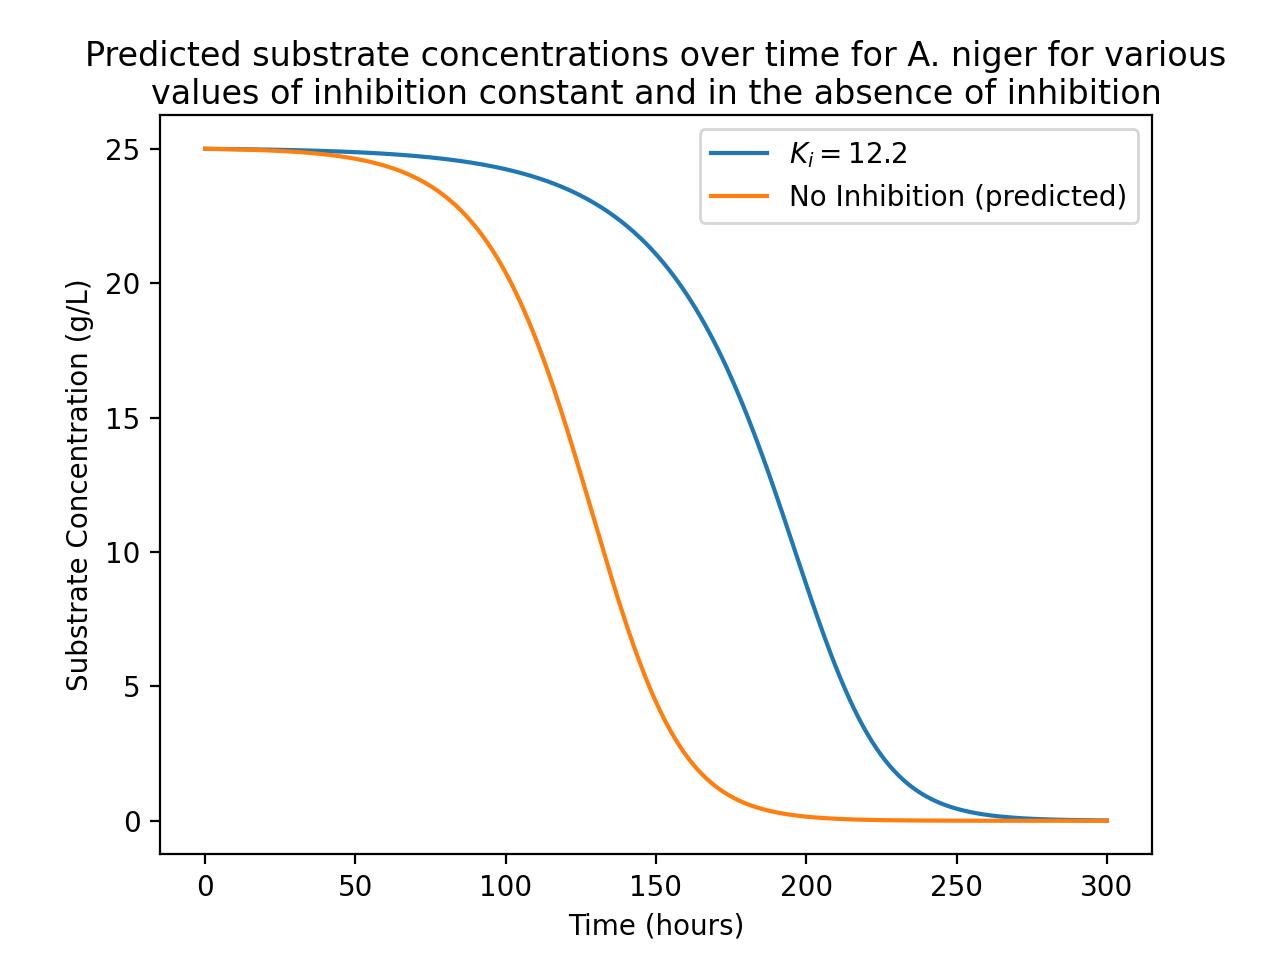 Predicted substrate concentrations over time for A. niger for various
values of inhibition constant and in the absence of inhibition
K_i = 12.2
No Inhibition (predicted)
Substrate Concentration (g/L)
25
20
15
10
5
0
0 50 100 150 200 250 300
Time (hours)